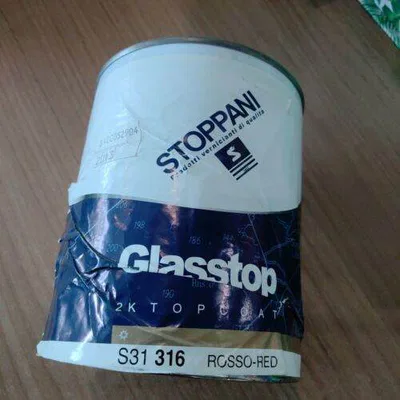 STOPPANI
prodotti vernicianti di qualità
S
Glasstop
2K TOPCOAT
S31 316 ROSSO-RED